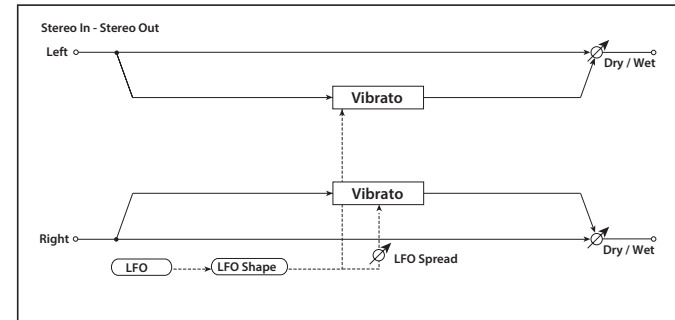 Stereo In - Stereo Out
Left
Dry / Wet
Vibrato
Vibrato
Right
Dry / Wet
LFO
LFO Shape
LFO Spread